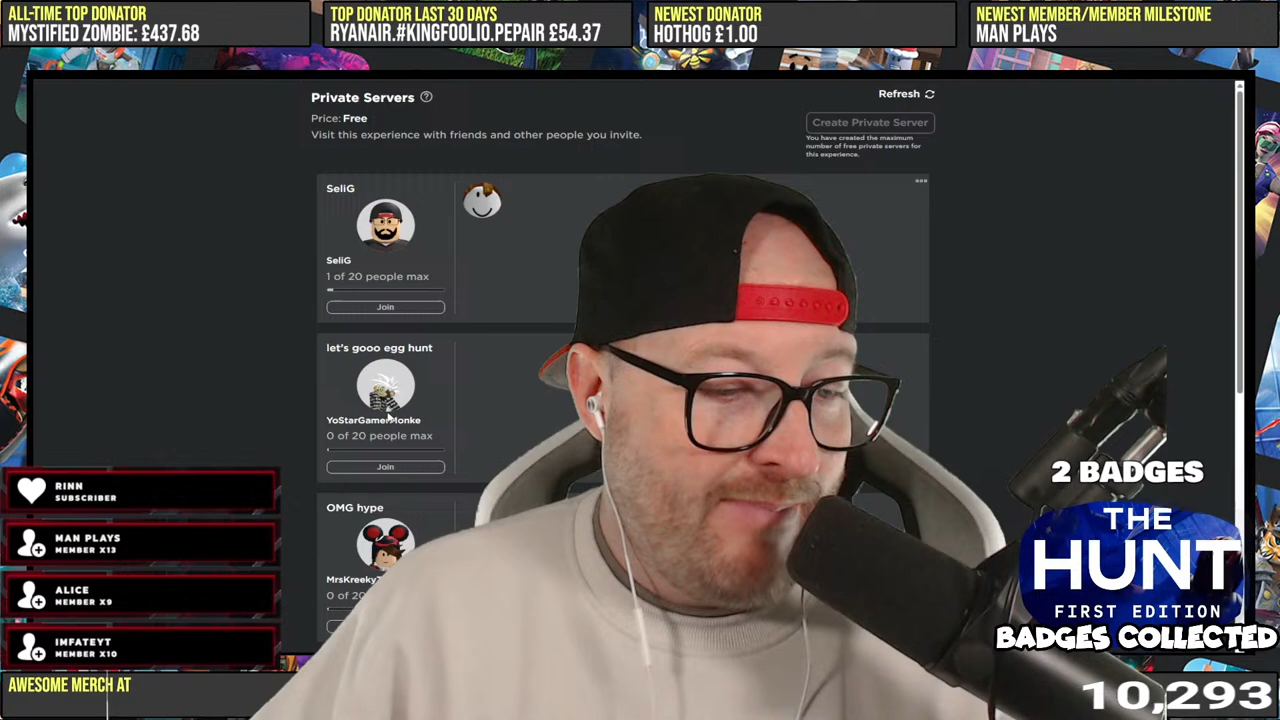 ALL-TIME TOP DONATOR
MYSTIFIED ZOMBIE: £437.68
TOP DONATOR LAST 30 DAYS
RYANAIR.#KINGFOOLIO.PEPAIR £54.37
NEWEST DONATOR
HOTHOG £1.00
NEWEST MEMBER/MEMBER MILESTONE
MAN PLAYS
Private Servers
Refresh
Price: Free
Visit this experience with friends and other people you invite.
Create Private Server
You have created the maximum
number of free private servers for
this experience.
SeliG
SeliG
1 of 20 people max
Join
let's gooo egg hunt
YoStarGamerMonke
0 of 20 people max
Join
OMG hype
RINN
SUBSCRIBER
MAN PLAYS
MEMBER X13
ALICE
MEMBER X9
IMFATEYT
MEMBER X10
AWESOME MERCH AT
2 BADGES
THE
HUNT
FIRST EDITION
BADGES COLLECTED
10,293